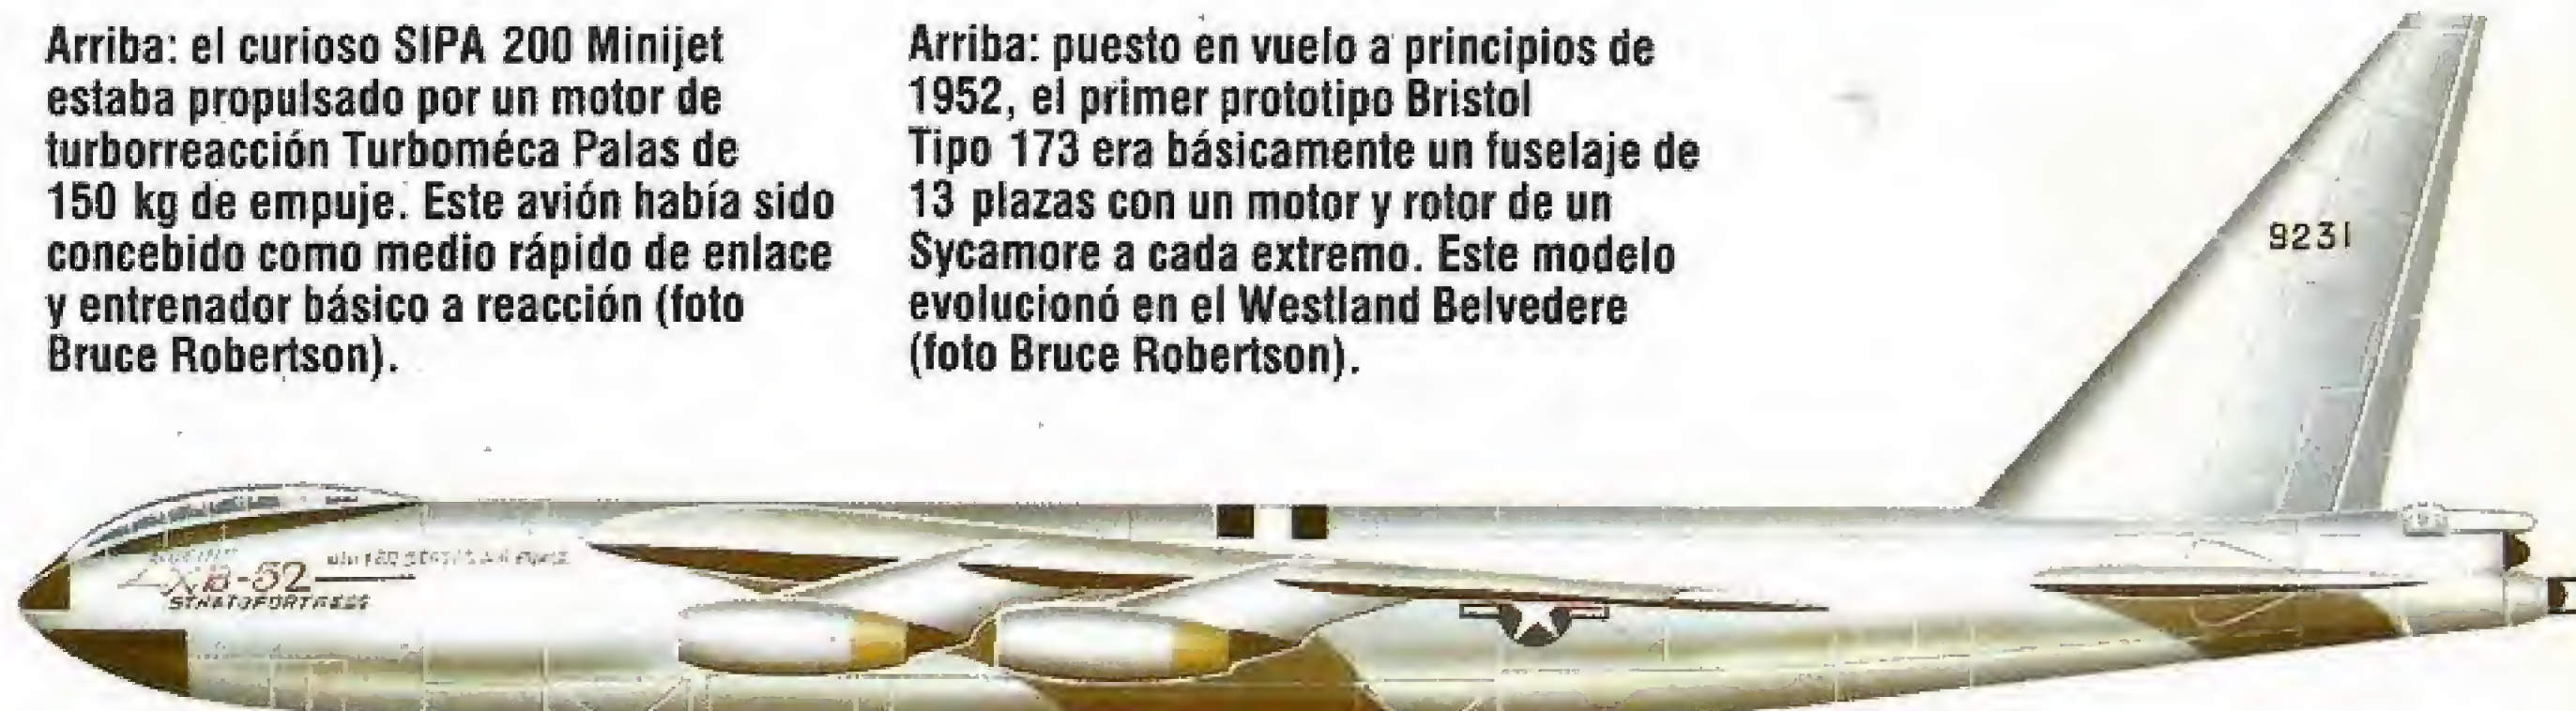 Arriba: el curioso SIPA 200 Minijet
estaba propulsado por un motor de
turborreacción Turboméca Palas de
150 kg de empuje. Este avión había sido
concebido como medio rápido de enlace
y entrenador básico a reacción (foto
Bruce Robertson).
Arriba: puesto en vuelo a principios de
1952, el primer prototipo Bristol
Tipo 173 era básicamente un fuselaje de
13 plazas con un motor y rotor de un
Sycamore a cada extremo. Este modelo
evolucionó en el Westland Belvedere
(foto Bruce Robertson).
9231
XB-52
STRATOFORTRESS
UNITED STATES AIR FORCE